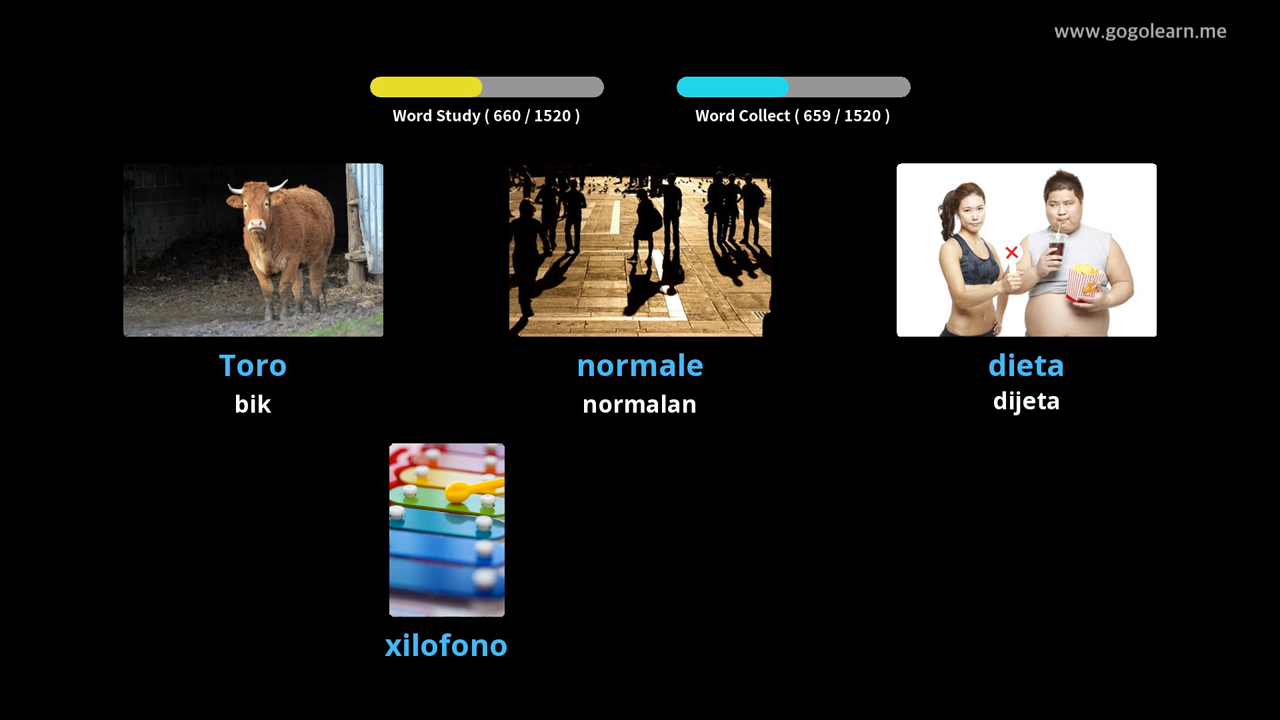 www.gogolearn.me
Word Study ( 660 / 1520 )
Word Collect ( 659 / 1520 )
Toro
normale
dieta
bik
normalan
dijeta
xilofono